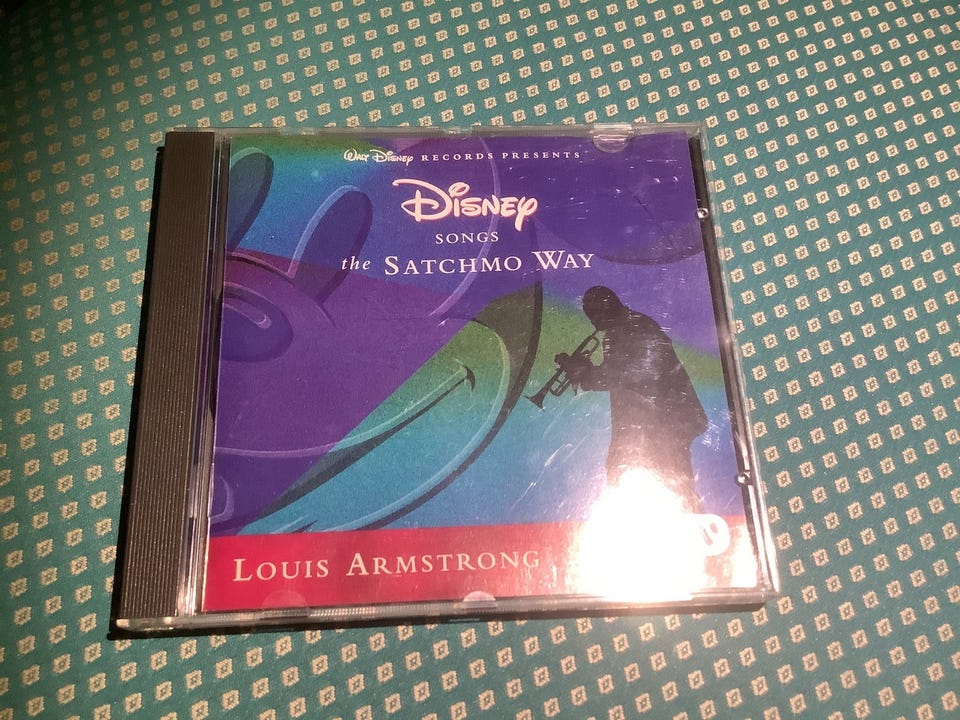 Walt Disney RECORDS PRESENTS
Disney
SONGS
the SATCHMO WAY
LOUIS ARMSTRONG